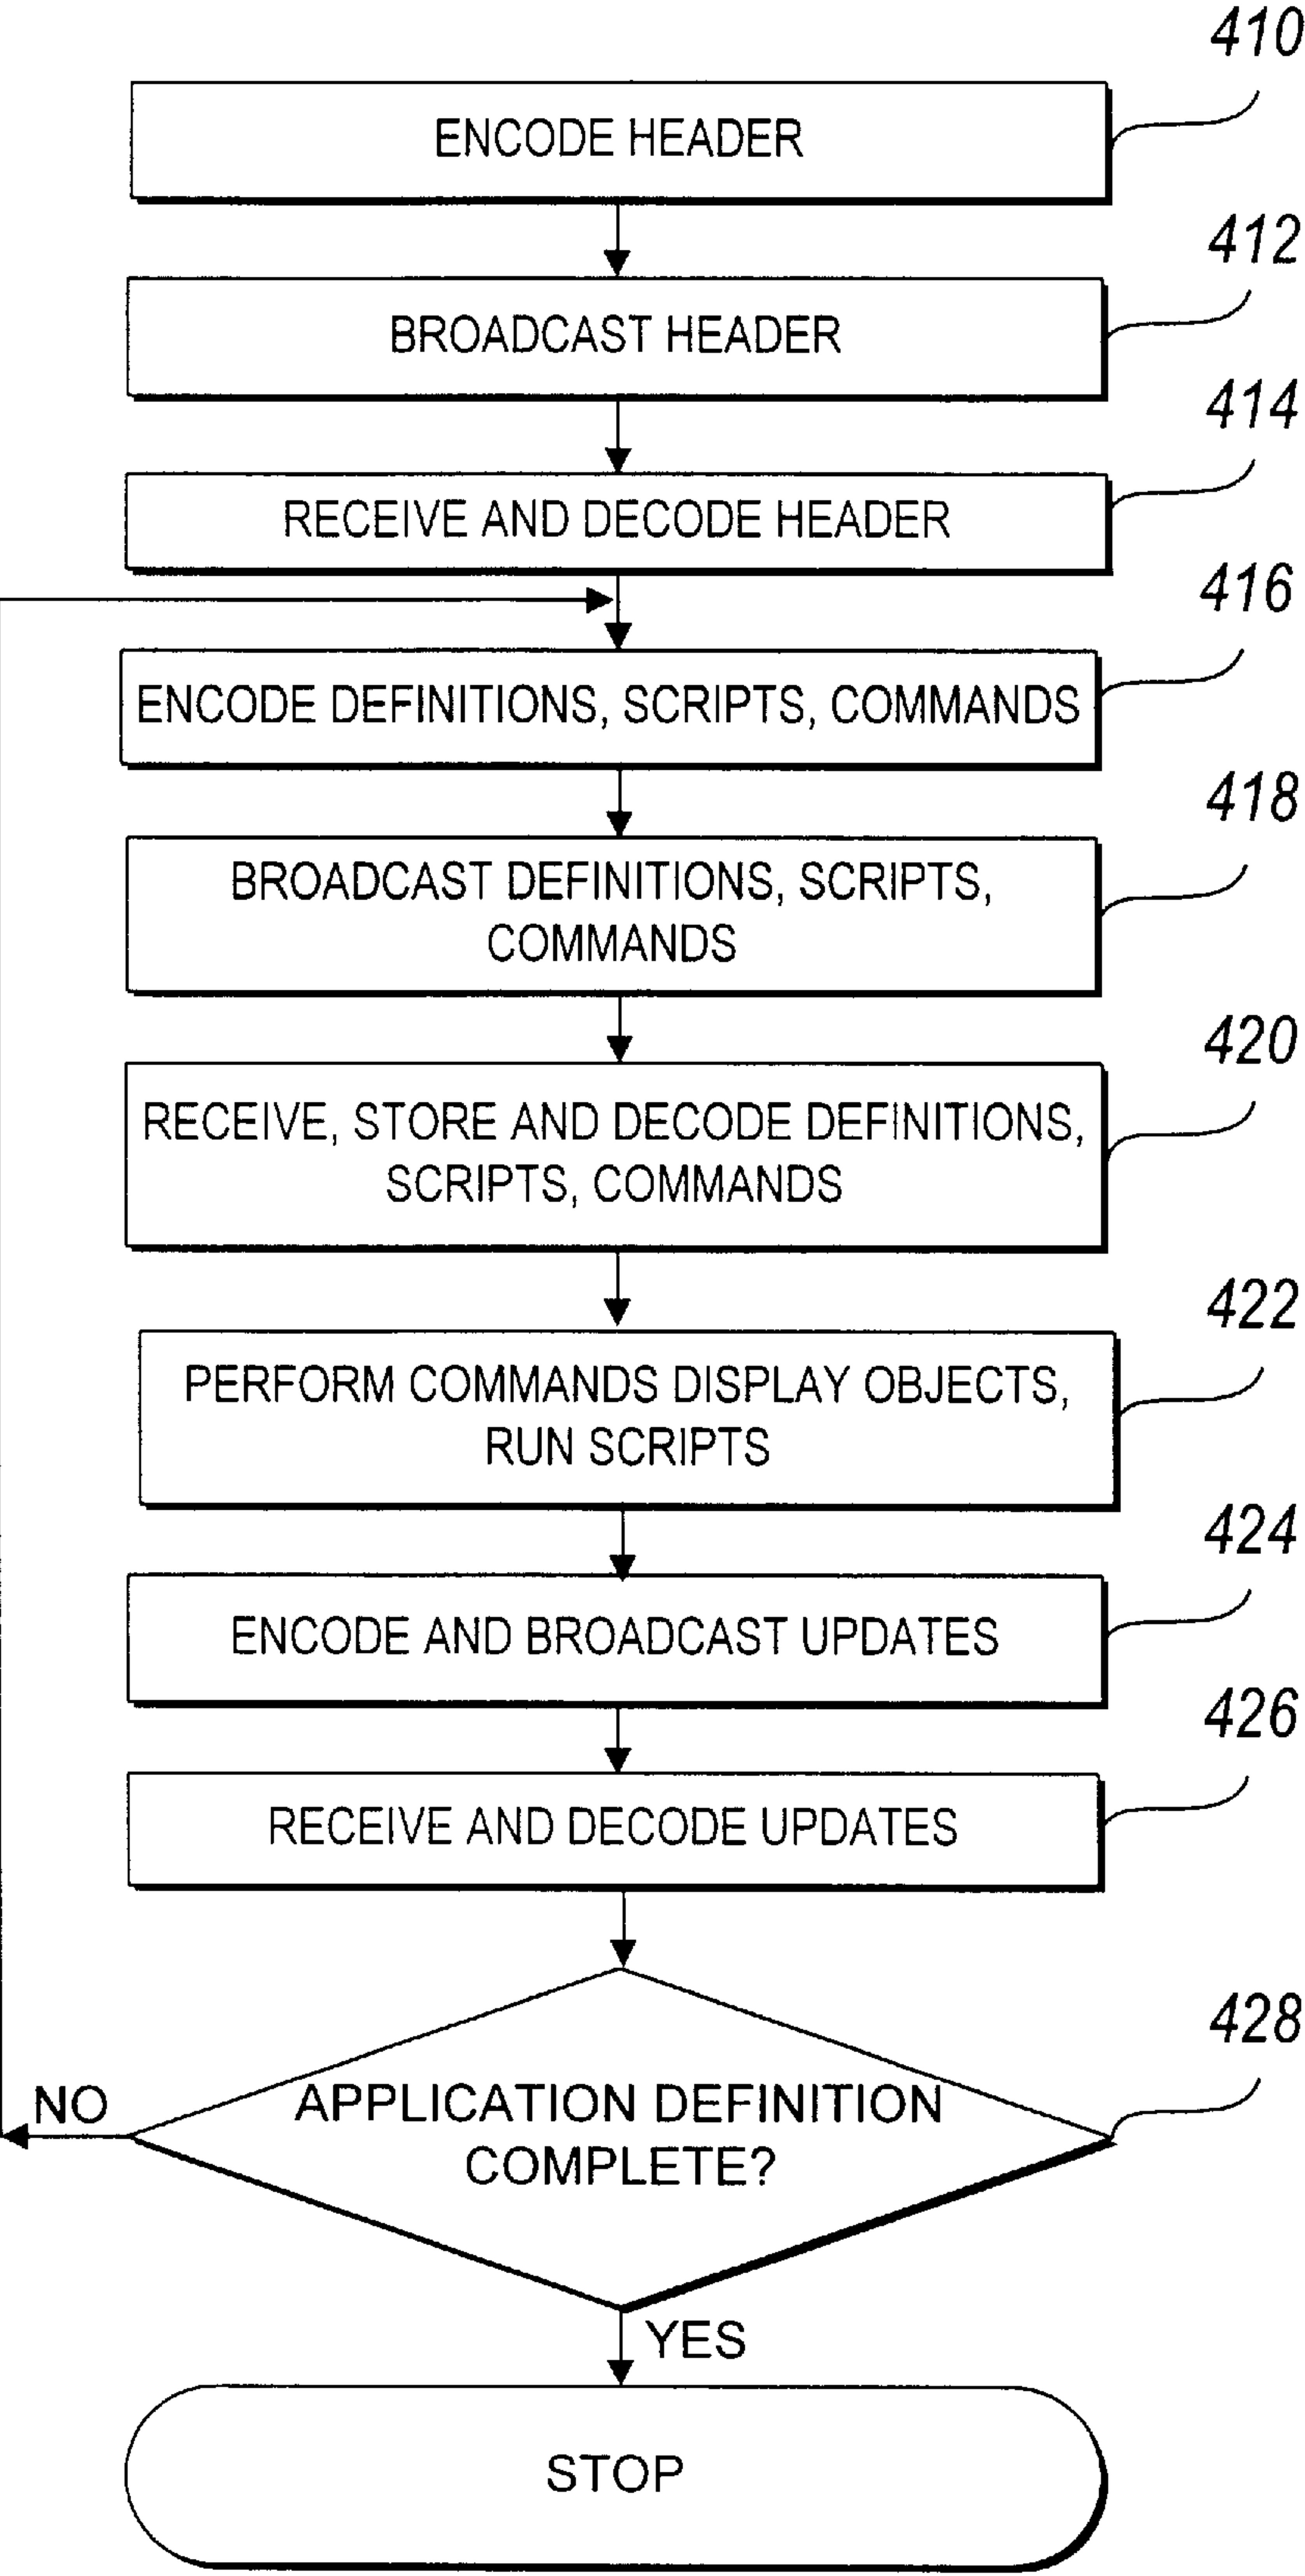 410
ENCODE HEADER
412
BROADCAST HEADER
414
RECEIVE AND DECODE HEADER
416
ENCODE DEFINITIONS, SCRIPTS, COMMANDS
418
BROADCAST DEFINITIONS, SCRIPTS,
COMMANDS
420
RECEIVE, STORE AND DECODE DEFINITIONS,
SCRIPTS, COMMANDS
422
PERFORM COMMANDS DISPLAY OBJECTS,
RUN SCRIPTS
424
ENCODE AND BROADCAST UPDATES
426
RECEIVE AND DECODE UPDATES
428
NO
APPLICATION DEFINITION
COMPLETE?
YES
STOP